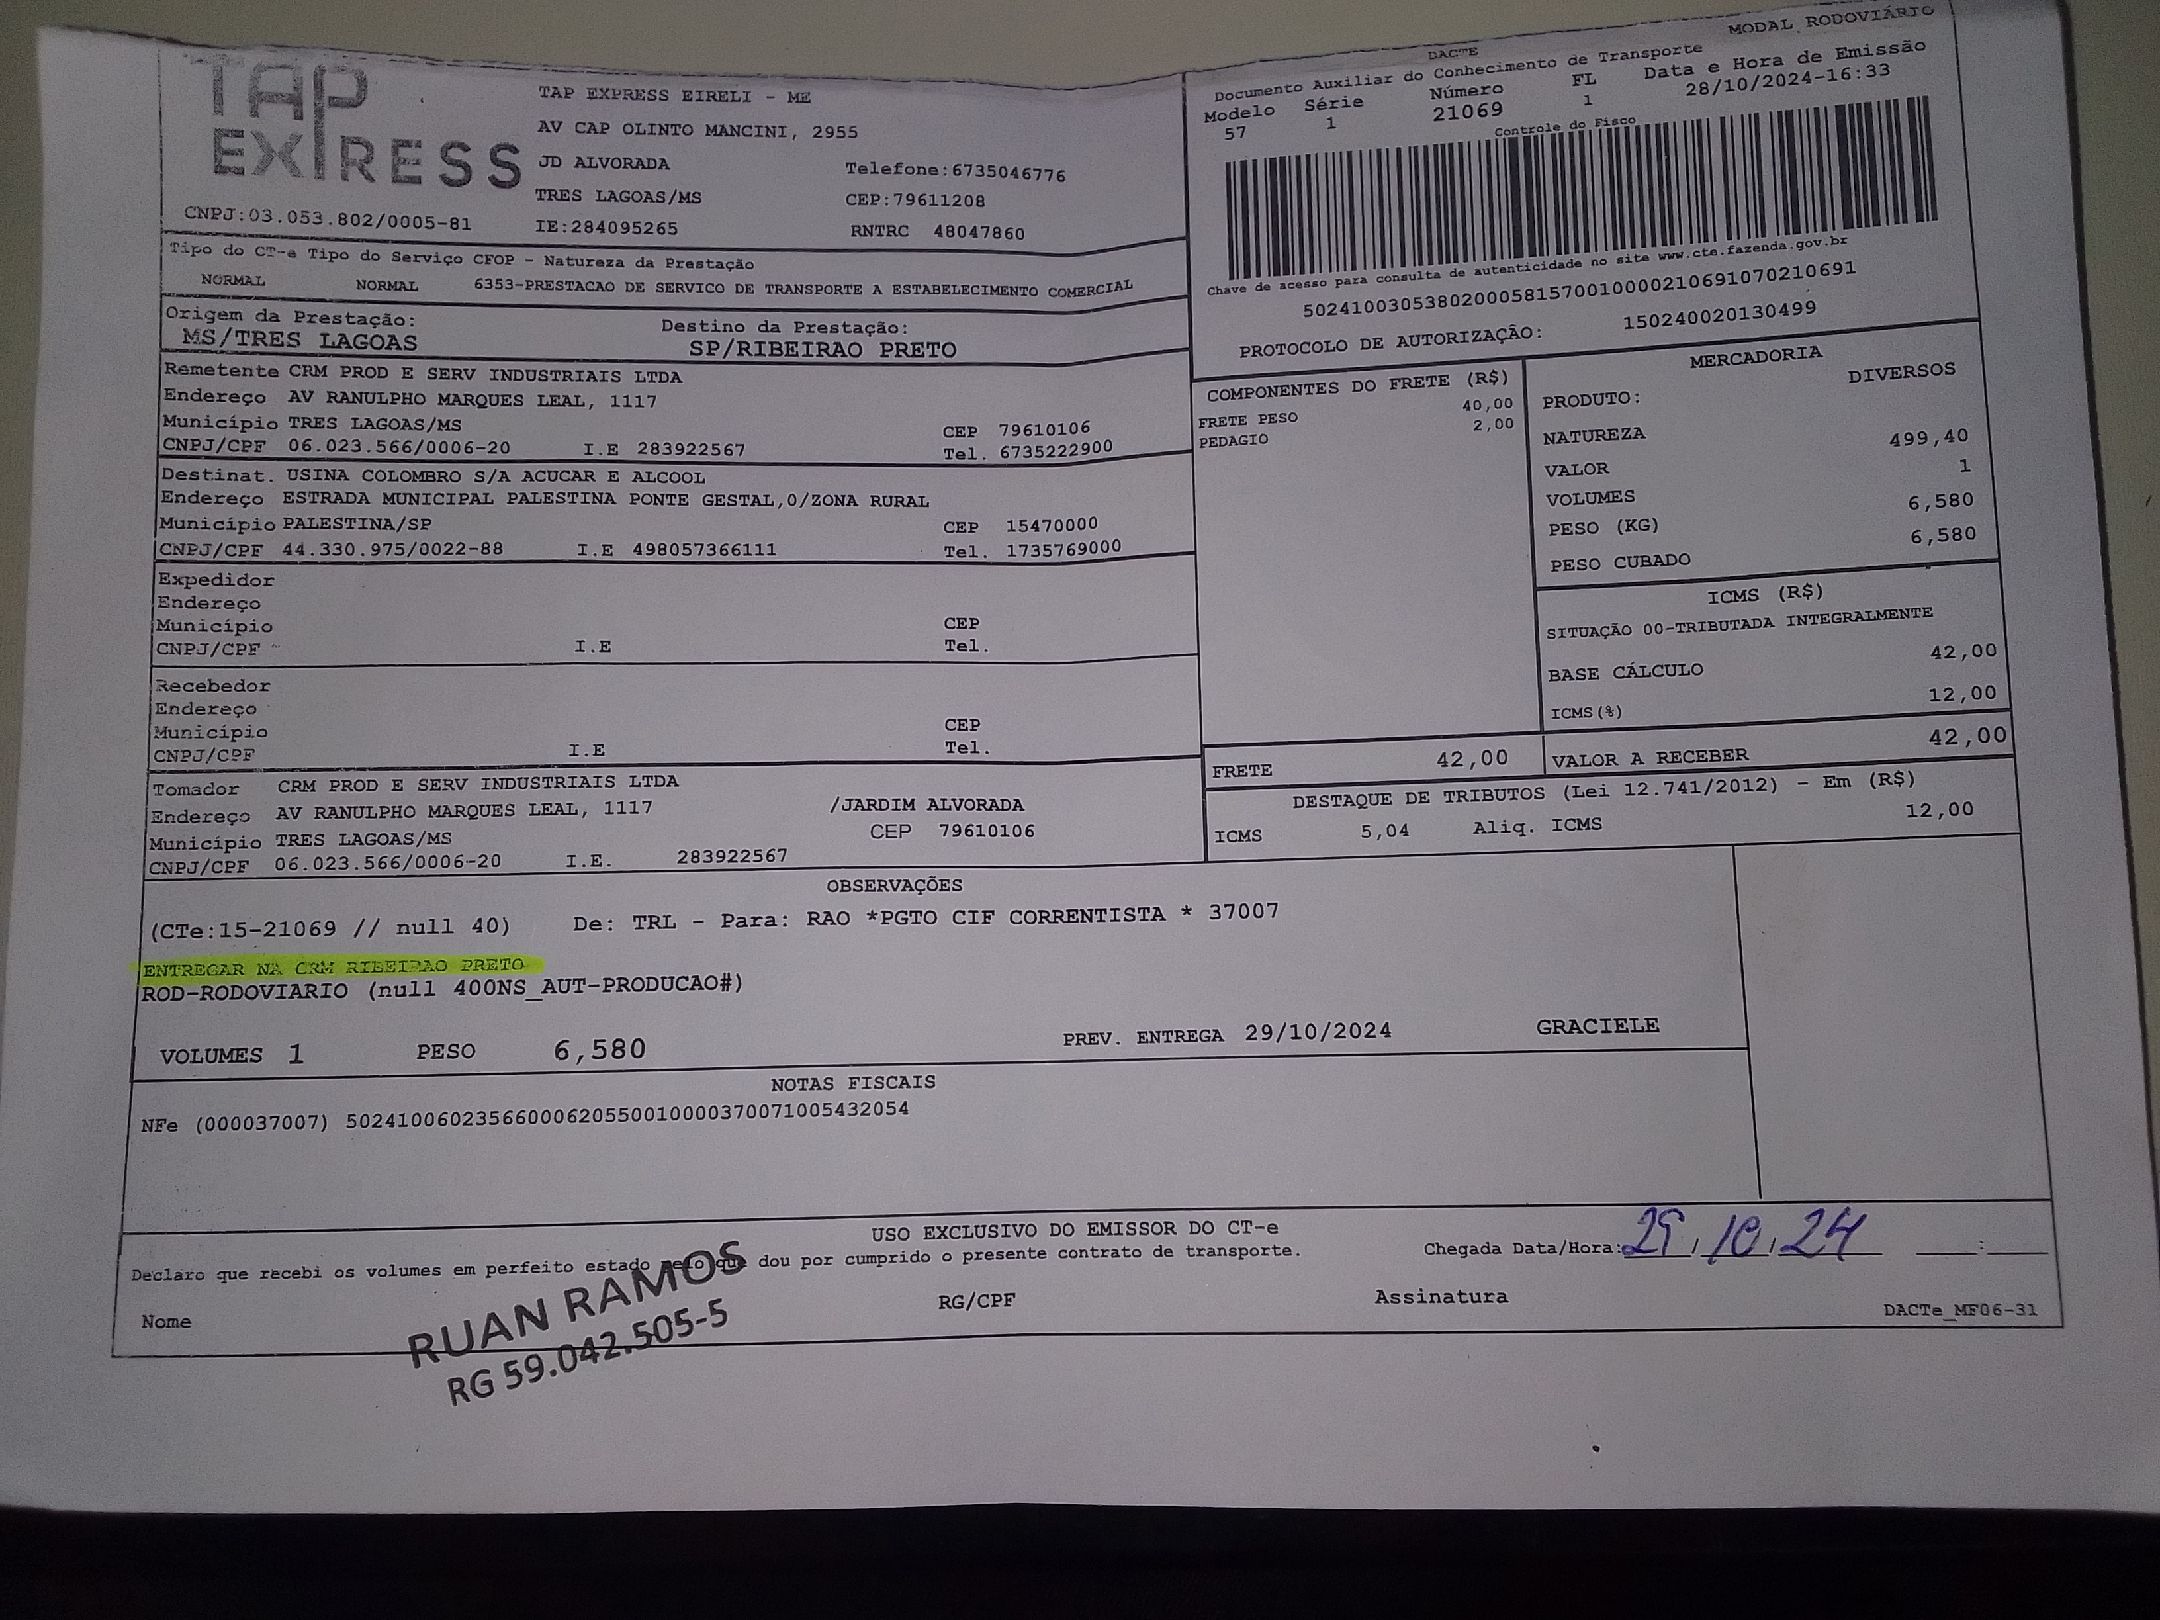 TAP EXPRESS
TAP EXPRESS EIRELI - ME
AV CAP OLINTO MANCINI, 2955
JD ALVORADA Telefone:6735046776
TRES LAGOAS/MS CEP:79611208
CNPJ:03.053.802/0005-81 IE:284095265 RNTRC 48047860
MODAL RODOVIÁRIO
DACTE
Documento Auxiliar do Conhecimento de Transporte
Modelo Série Número FL Data e Hora de Emissão
57 1 21069 1 28/10/2024-16:33
Controle do Fisco
Chave de acesso para consulta de autenticidade no site www.cte.fazenda.gov.br
50241003053802000581570010000210691070210691
PROTOCOLO DE AUTORIZAÇÃO: 150240020130499
Tipo do CT-e Tipo do Serviço CFOP - Natureza da Prestação
NORMAL NORMAL 6353-PRESTACAO DE SERVICO DE TRANSPORTE A ESTABELECIMENTO COMERCIAL
Origem da Prestação: Destino da Prestação:
MS/TRES LAGOAS SP/RIBEIRAO PRETO
Remetente CRM PROD E SERV INDUSTRIAIS LTDA
Endereço AV RANULPHO MARQUES LEAL, 1117
Município TRES LAGOAS/MS CEP 79610106
CNPJ/CPF 06.023.566/0006-20 I.E 283922567 Tel. 6735222900
Destinat. USINA COLOMBRO S/A ACUCAR E ALCOOL
Endereço ESTRADA MUNICIPAL PALESTINA PONTE GESTAL,0/ZONA RURAL
Município PALESTINA/SP CEP 15470000
CNPJ/CPF 44.330.975/0022-88 I.E 498057366111 Tel. 1735769000
Expedidor
Endereço
Município CEP
CNPJ/CPF I.E Tel.
Recebedor
Endereço
Município CEP
CNPJ/CPF I.E Tel.
Tomador CRM PROD E SERV INDUSTRIAIS LTDA
Endereço AV RANULPHO MARQUES LEAL, 1117 /JARDIM ALVORADA
Município TRES LAGOAS/MS CEP 79610106
CNPJ/CPF 06.023.566/0006-20 I.E. 283922567
COMPONENTES DO FRETE (R$)
FRETE PESO 40,00
PEDAGIO 2,00
MERCADORIA
PRODUTO: DIVERSOS
NATUREZA
VALOR 499,40
VOLUMES 1
PESO (KG) 6,580
PESO CUBADO 6,580
ICMS (R$)
SITUAÇÃO 00-TRIBUTADA INTEGRALMENTE
BASE CÁLCULO 42,00
ICMS(%) 12,00
FRETE 42,00 VALOR A RECEBER 42,00
DESTAQUE DE TRIBUTOS (Lei 12.741/2012) - Em (R$)
ICMS 5,04 Aliq. ICMS 12,00
OBSERVAÇÕES
(CTe:15-21069 // null 40) De: TRL - Para: RAO *PGTO CIF CORRENTISTA * 37007
ENTREGAR NA CRM RIBEIRAO PRETO
ROD-RODOVIARIO (null 400NS_AUT-PRODUCAO#)
VOLUMES 1 PESO 6,580 PREV. ENTREGA 29/10/2024 GRACIELE
NOTAS FISCAIS
NFe (000037007) 50241006023566000620550010000370071005432054
USO EXCLUSIVO DO EMISSOR DO CT-e
Declaro que recebi os volumes em perfeito estado pelo que dou por cumprido o presente contrato de transporte.
Chegada Data/Hora: 29/10/24 :
Nome RG/CPF Assinatura DACTe_MF06-31
RUAN RAMOS
RG 59.042.505-5